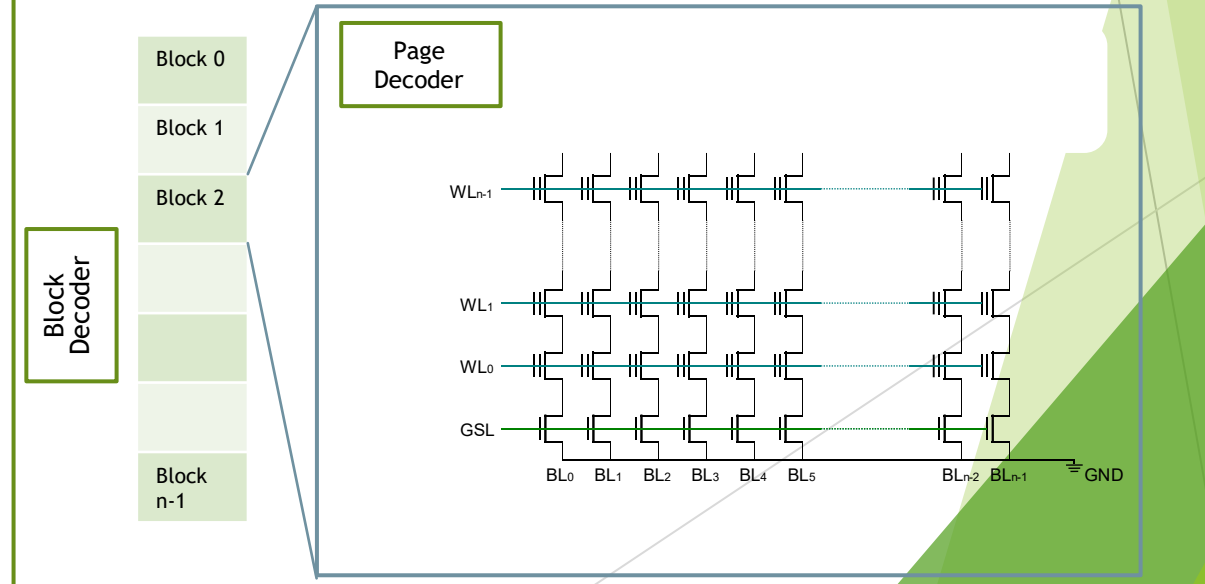 Block 0
Block 1
Block 2
Block
n-1
Block
Decoder
Page
Decoder
WLn-1
WL1
WL0
GSL
BL0 BL1 BL2 BL3 BL4 BL5 BLn-2 BLn-1 GND